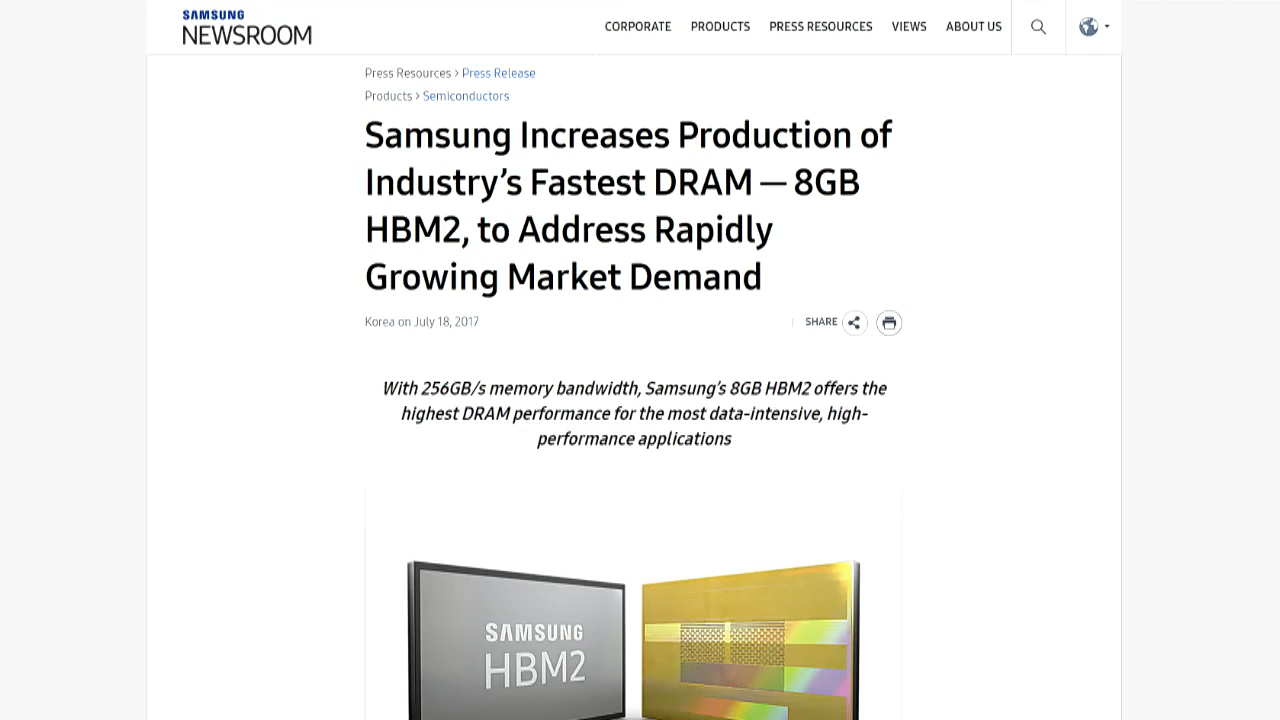 SAMSUNG
NEWSROOM
CORPORATE PRODUCTS PRESS RESOURCES VIEWS ABOUT US
Press Resources > Press Release
Products > Semiconductors
Samsung Increases Production of
Industry’s Fastest DRAM — 8GB
HBM2, to Address Rapidly
Growing Market Demand
Korea on July 18, 2017
SHARE
With 256GB/s memory bandwidth, Samsung’s 8GB HBM2 offers the
highest DRAM performance for the most data-intensive, high-
performance applications
SAMSUNG
HBM2